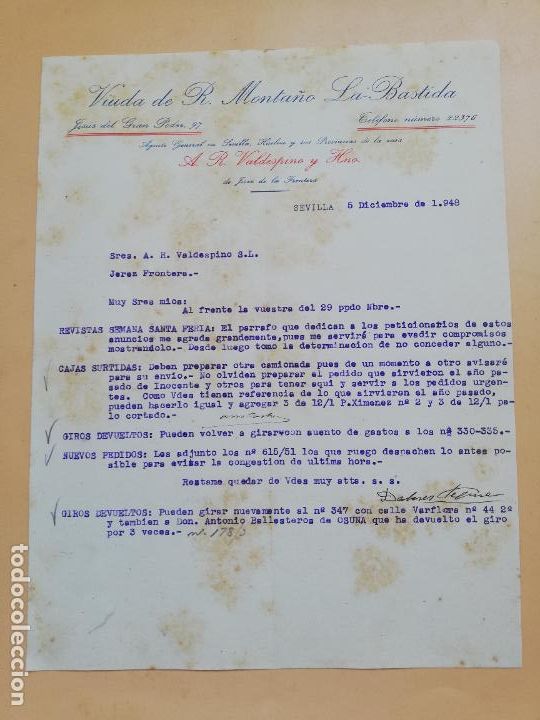 Viuda de R. Montaño La-Bastida
Jesus del Gran Poder, 97
Teléfono número 22376
Agente General en Sevilla, Huelva y sus Provincias de la casa
A. R. Valdespino y Hno.
de Jerez de la Frontera
SEVILLA 5 Diciembre de 1.948
Sres. A. R. Valdespino S.L.
Jerez Frontera.-
Muy Sres mios:
Al frente la vuestra del 29 ppdo Nbre.-
REVISTAS SEMANA SANTA FERIA: El parrafo que dedican a los peticionarios de estos
anuncios me agrada grandemente, pues me servirá para evadir compromisos
mostrandolo.- Desde luego tomo la determinacion de no conceder alguno.-
CAJAS SURTIDAS: Deben preparar otra camionada pues de un momento a otro avisaré
para su envio.- No olviden preparar el pedido que sirvieron el año pa-
sado de Inocente y otros para tener aqui y servir a los pedidos urgen-
tes. Como Vdes tienen referencia de lo que sirvieron el año pasado,
pueden hacerlo igual y agregar 3 de 12/1 P.Ximenez nº 2 y 3 de 12/1 pa-
lo cortado.-
GIROS DEVUELTOS: Pueden volver a girarvcon auento de gastos a los nº 330-335.-
NUEVOS PEDIDOS: Les adjunto los nº 615/51 los que ruego despachen lo antes po-
sible para evitar la congestion de ultima hora.-
Restame quedar de Vdes muy atts. s. s.
Dolores
GIROS DEVUELTOS: Pueden girar nuevamente al nº 347 con calle Varflora nº 44 2º
y tambien a Don. Antonio Ballesteros de OSUNA que ha devuelto el giro
por 3 veces.-
todocoleccion